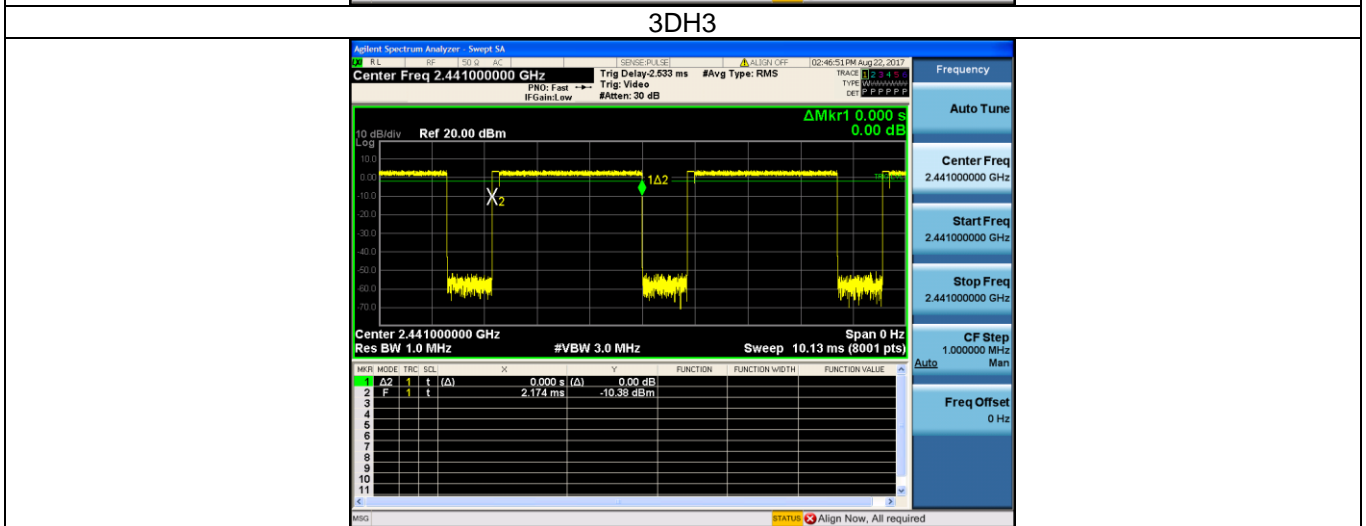 3DH3
Agilent Spectrum Analyzer - Swept SA
RL RF 50 Ω AC SENSE:PULSE ALIGN OFF 02:46:51 PM Aug 22, 2017
Center Freq 2.441000000 GHz Trig Delay-2.533 ms #Avg Type: RMS TRACE 1 2 3 4 5 6
PNO: Fast Trig: Video TYPE
IFGain:Low #Atten: 30 dB DET P P P P P P
ΔMkr1 0.000 s
10 dB/div Ref 20.00 dBm 0.00 dB
Log
10.0
0.00
1Δ2
-10.0
X2
-20.0
-30.0
-40.0
-50.0
-60.0
-70.0
Center 2.441000000 GHz Span 0 Hz
Res BW 1.0 MHz #VBW 3.0 MHz Sweep 10.13 ms (8001 pts)
MKR MODE TRC SCL X Y FUNCTION FUNCTION WIDTH FUNCTION VALUE
1 Δ2 1 t (Δ) 0.000 s (Δ) 0.00 dB
2 F 1 t 2.174 ms -10.38 dBm
3
4
5
6
7
8
9
10
11
MSG STATUS Align Now, All required
Frequency
Auto Tune
Center Freq
2.441000000 GHz
Start Freq
2.441000000 GHz
Stop Freq
2.441000000 GHz
CF Step
1.000000 MHz
Auto Man
Freq Offset
0 Hz